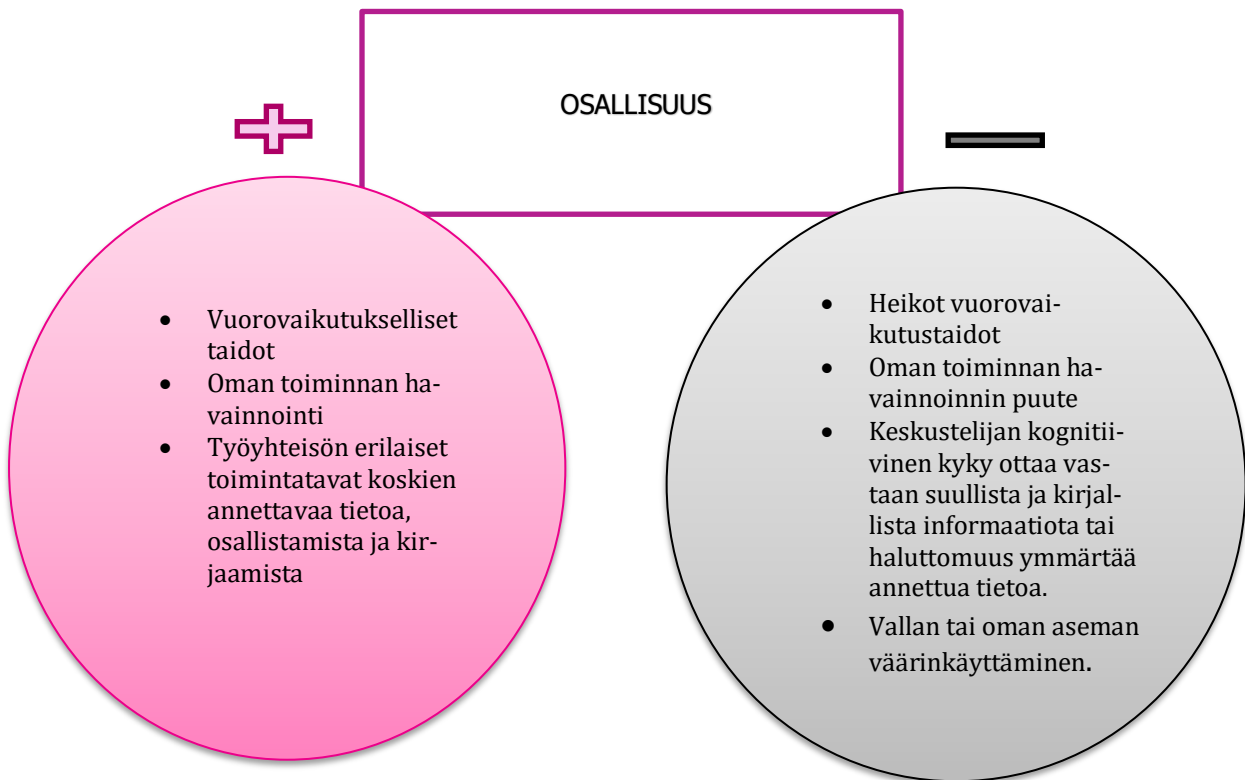 OSALLISUUS
• Vuorovaikutukselliset
taidot
• Oman toiminnan ha-
vainnointi
• Työyhteisön erilaiset
toimintatavat koskien
annettavaa tietoa,
osallistamista ja kir-
jaamista
• Heikot vuorovai-
kutustaidot
• Oman toiminnan ha-
vainnoinnin puute
• Keskustelijan kognitii-
vinen kyky ottaa vas-
taan suullista ja kirjal-
lista informaatiota tai
haluttomuus ymmärtää
annettua tietoa.
• Vallan tai oman aseman
väärinkäyttäminen.